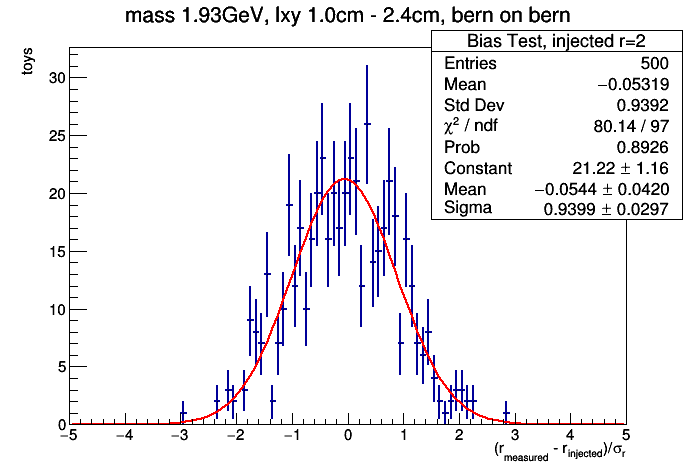 mass 1.93GeV, lxy 1.0cm - 2.4cm, bern on bern
toys
Bias Test, injected r=2
Entries 500
Mean −0.05319
Std Dev 0.9392
χ² / ndf 80.14 / 97
Prob 0.8926
Constant 21.22 ± 1.16
Mean −0.0544 ± 0.0420
Sigma 0.9399 ± 0.0297
30
25
20
15
10
5
0
−5 −4 −3 −2 −1 0 1 2 3 4 5
(r_measured - r_injected)/σ_r